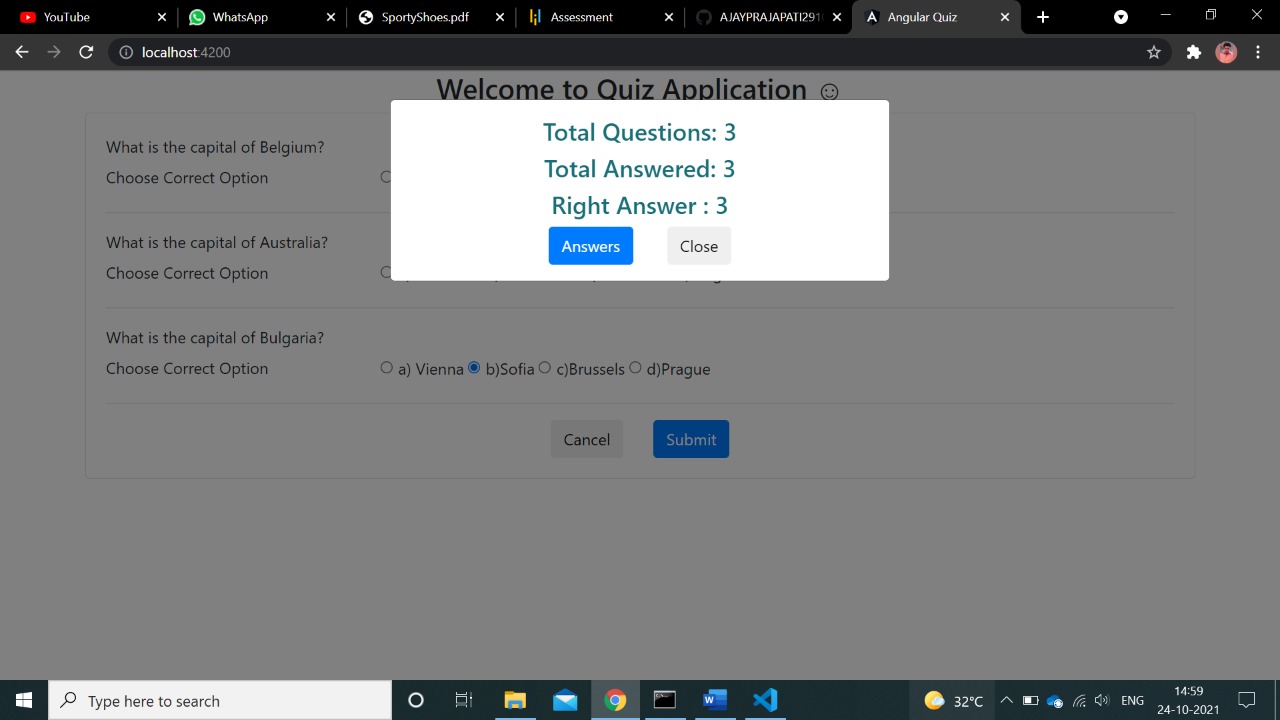 YouTube
WhatsApp
SportyShoes.pdf
Assessment
AJAYPRAJAPATI291
Angular Quiz
localhost:4200
Welcome to Quiz Application
Total Questions: 3
Total Answered: 3
Right Answer : 3
Answers Close
What is the capital of Belgium?
Choose Correct Option
What is the capital of Australia?
Choose Correct Option
What is the capital of Bulgaria?
Choose Correct Option a) Vienna b)Sofia c)Brussels d)Prague
Cancel Submit
Type here to search
32°C
ENG
14:59
24-10-2021